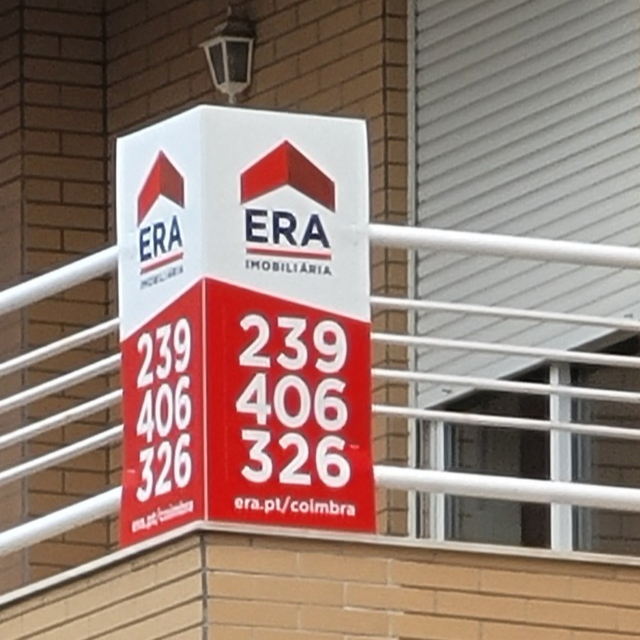 ERA
IMOBILIÁRIA
239
406
326
era.pt/coimbra
ERA
IMOBILIÁRIA
239
406
326
era.pt/coimbra